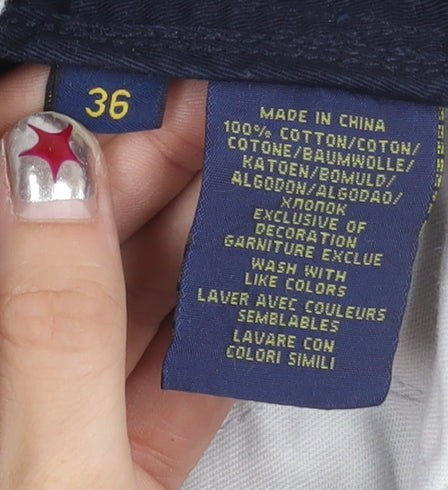 36
MADE IN CHINA
100% COTTON/COTON/
COTONE/BAUMWOLLE/
KATOEN/BOMULD/
ALGODON/ALGODAO/
ХЛОПОК
EXCLUSIVE OF
DECORATION
GARNITURE EXCLUE
WASH WITH
LIKE COLORS
LAVER AVEC COULEURS
SEMBLABLES
LAVARE CON
COLORI SIMILI